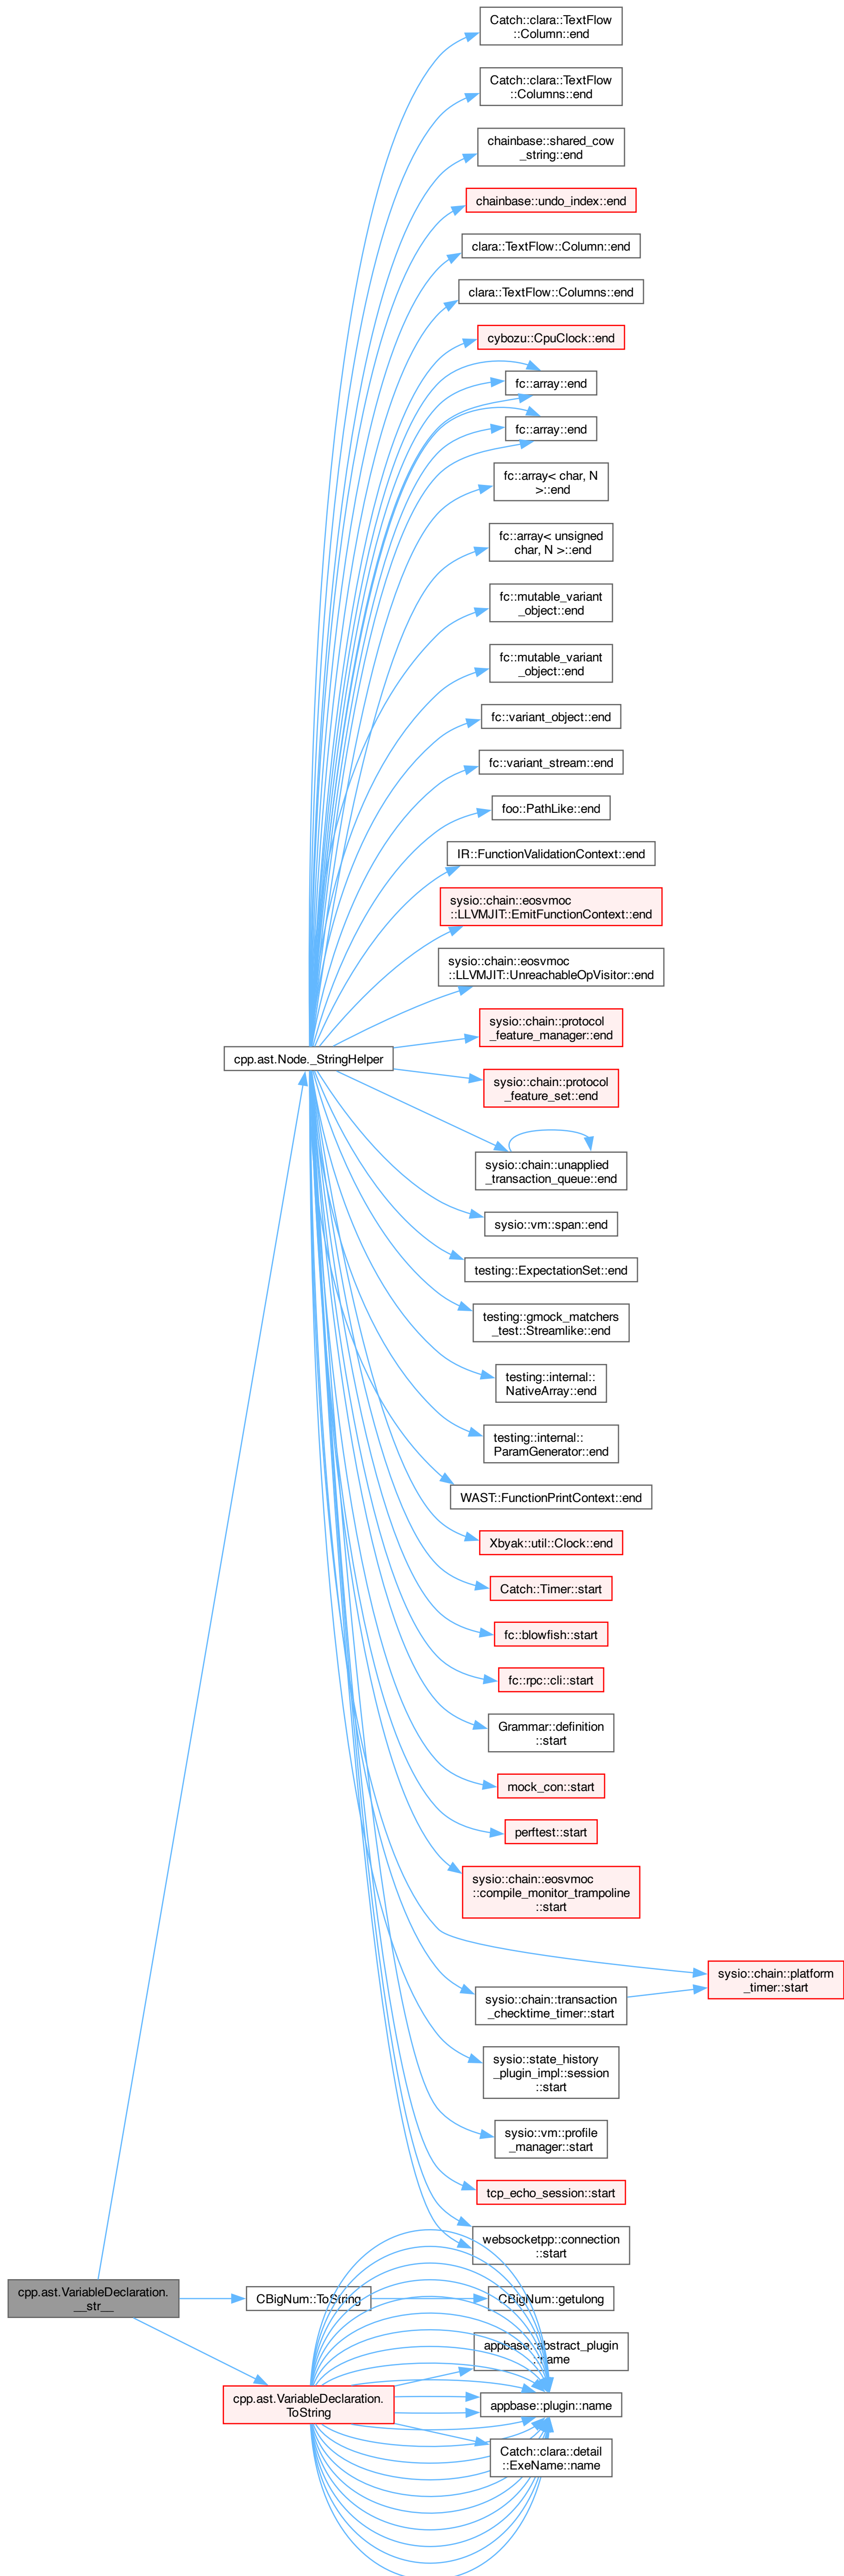 Catch::clara::TextFlow
::Column::end
Catch::clara::TextFlow
::Columns::end
chainbase::shared_cow
_string::end
chainbase::undo_index::end
clara::TextFlow::Column::end
clara::TextFlow::Columns::end
cybozu::CpuClock::end
fc::array::end
fc::array::end
fc::array< char, N
>::end
fc::array< unsigned
char, N >::end
fc::mutable_variant
_object::end
fc::mutable_variant
_object::end
fc::variant_object::end
fc::variant_stream::end
foo::PathLike::end
IR::FunctionValidationContext::end
sysio::chain::eosvmoc
::LLVMJIT::EmitFunctionContext::end
sysio::chain::eosvmoc
::LLVMJIT::UnreachableOpVisitor::end
sysio::chain::protocol
_feature_manager::end
cpp.ast.Node._StringHelper
sysio::chain::protocol
_feature_set::end
sysio::chain::unapplied
_transaction_queue::end
sysio::vm::span::end
testing::ExpectationSet::end
testing::gmock_matchers
_test::Streamlike::end
testing::internal::
NativeArray::end
testing::internal::
ParamGenerator::end
WAST::FunctionPrintContext::end
Xbyak::util::Clock::end
Catch::Timer::start
fc::blowfish::start
fc::rpc::cli::start
Grammar::definition
::start
mock_con::start
perftest::start
sysio::chain::eosvmoc
::compile_monitor_trampoline
::start
sysio::chain::platform
_timer::start
sysio::chain::transaction
_checktime_timer::start
sysio::state_history
_plugin_impl::session
::start
sysio::vm::profile
_manager::start
tcp_echo_session::start
websocketpp::connection
::start
cpp.ast.VariableDeclaration.
__str__
CBigNum::ToString
CBigNum::getulong
appbase::abstract_plugin
::name
cpp.ast.VariableDeclaration.
ToString
appbase::plugin::name
Catch::clara::detail
::ExeName::name